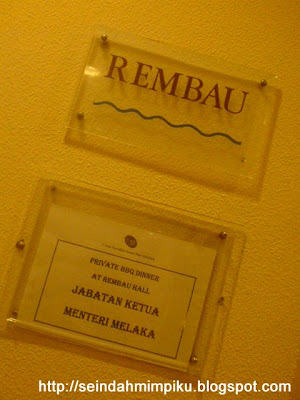 REMBAU
PRIVATE BBQ DINNER
AT REMBAU HALL
JABATAN KETUA
MENTERI MELAKA
http://seindahmimpiku.blogspot.com